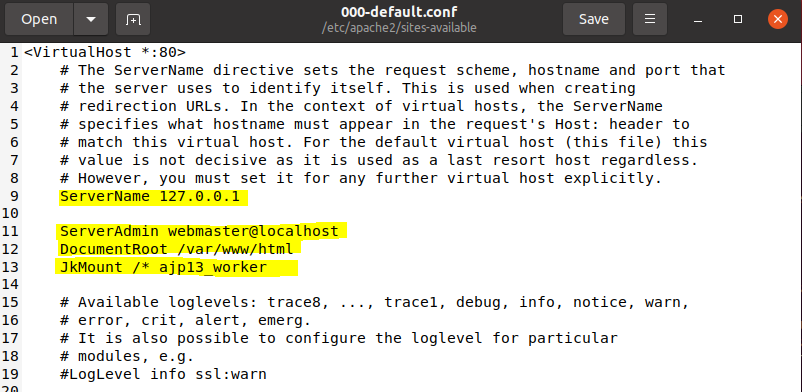 000-default.conf
Open
/etc/apache2/sites-available
Save
1 <VirtualHost *:80>
2 # The ServerName directive sets the request scheme, hostname and port that
3 # the server uses to identify itself. This is used when creating
4 # redirection URLs. In the context of virtual hosts, the ServerName
5 # specifies what hostname must appear in the request's Host: header to
6 # match this virtual host. For the default virtual host (this file) this
7 # value is not decisive as it is used as a last resort host regardless.
8 # However, you must set it for any further virtual host explicitly.
9 ServerName 127.0.0.1
10
11 ServerAdmin webmaster@localhost
12 DocumentRoot /var/www/html
13 JkMount /* ajp13_worker
14
15 # Available loglevels: trace8, ..., trace1, debug, info, notice, warn,
16 # error, crit, alert, emerg.
17 # It is also possible to configure the loglevel for particular
18 # modules, e.g.
19 #LogLevel info ssl:warn
20